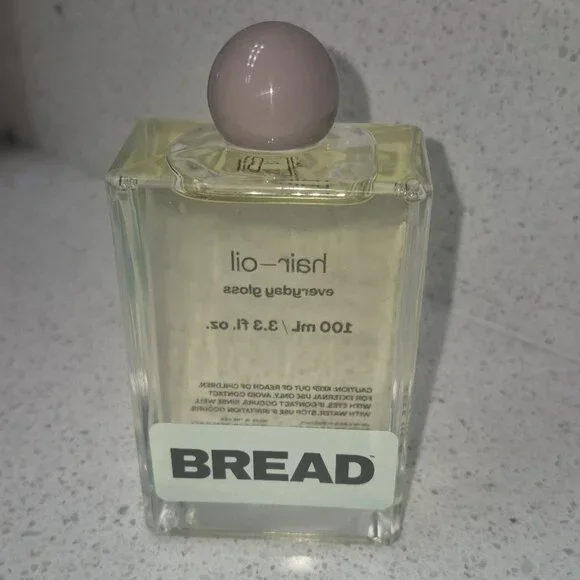 hair–oil
everyday gloss
100 mL / 3.3 fl. oz.
CAUTION: KEEP OUT OF REACH OF CHILDREN.
FOR EXTERNAL USE ONLY. AVOID CONTACT
WITH EYES. IF CONTACT OCCURS, RINSE WELL
WITH WATER. STOP USE IF IRRITATION OCCURS.
BREAD™